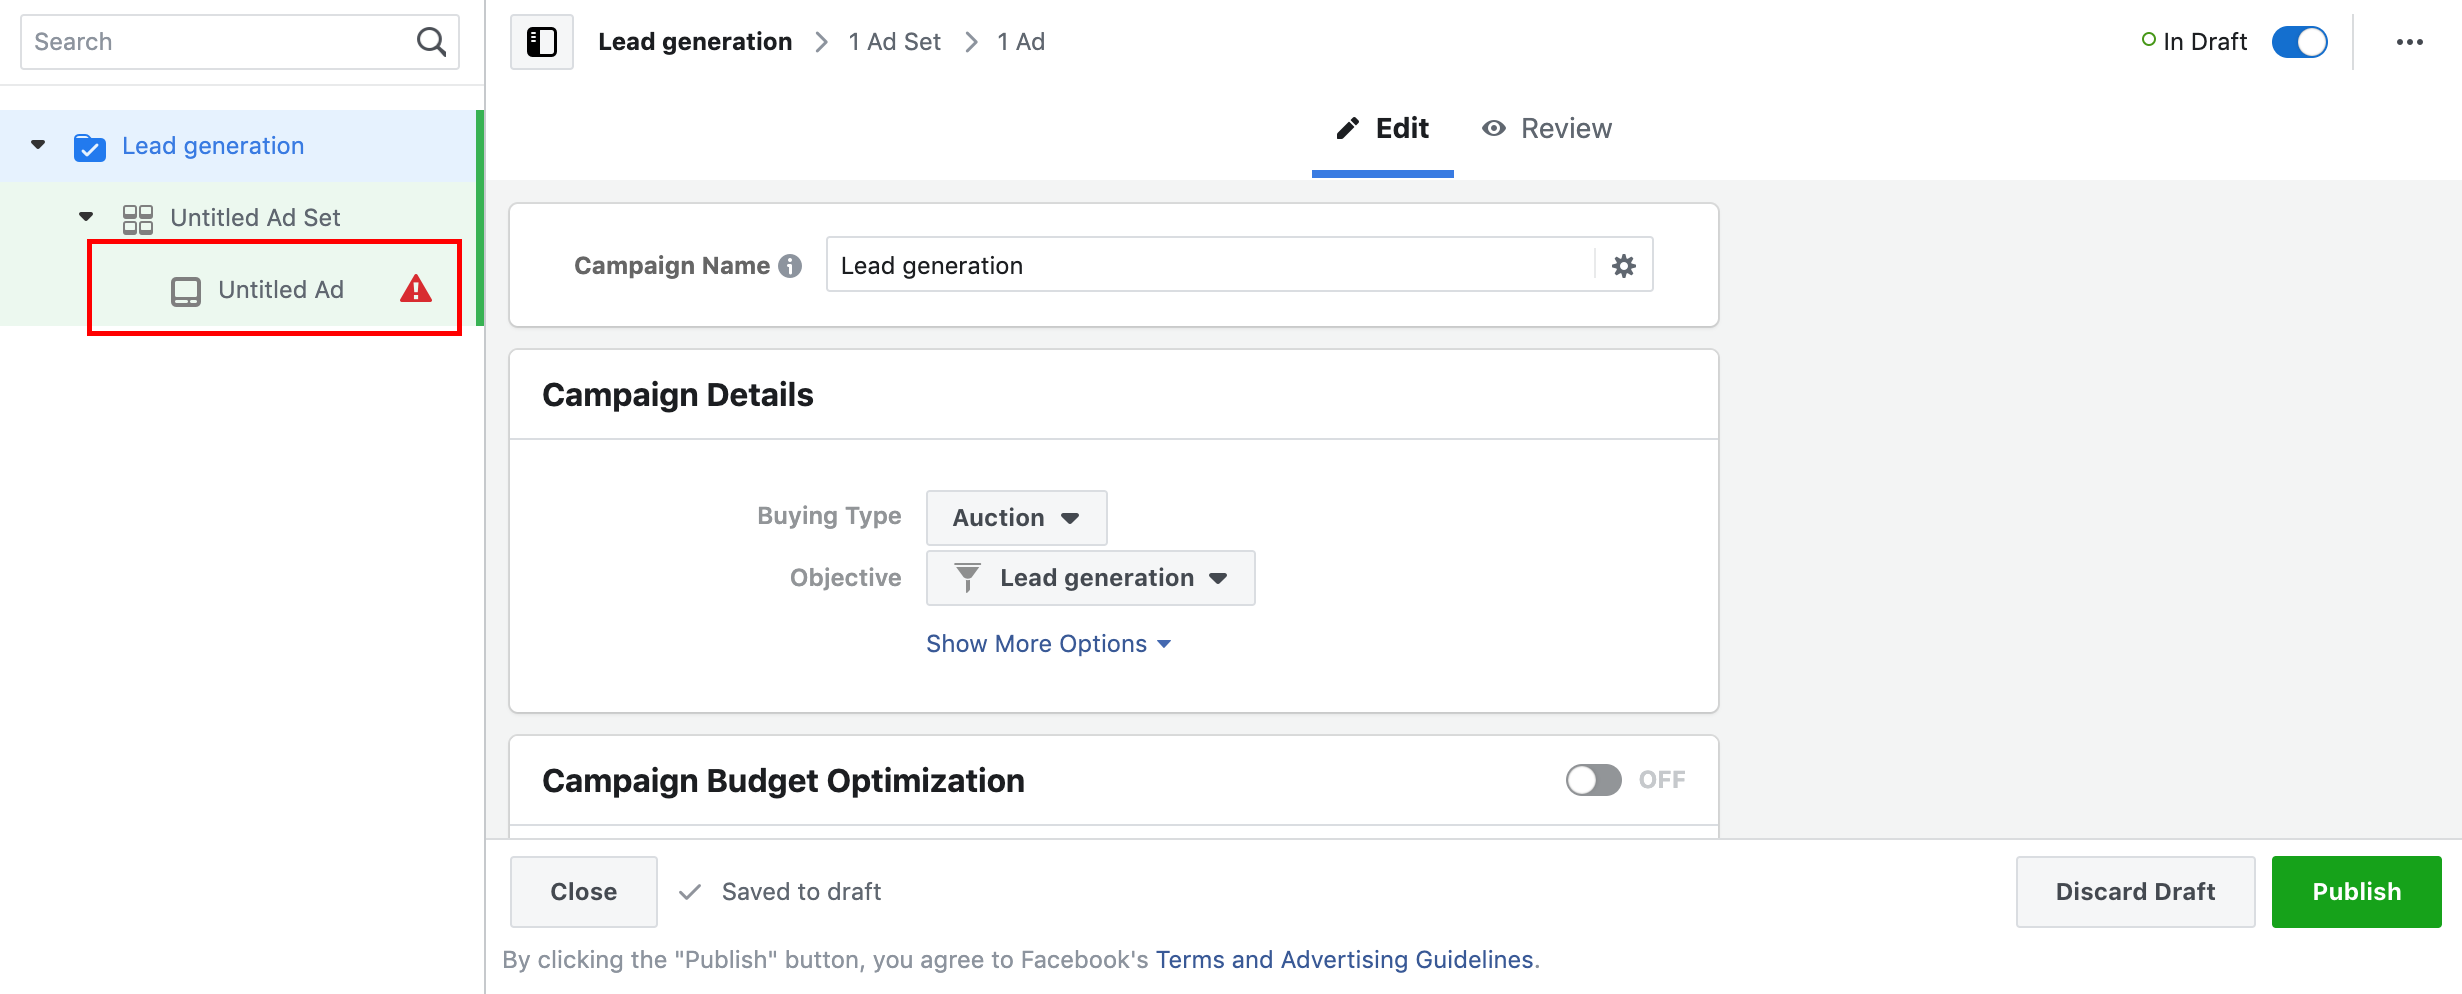 Search
Lead generation
Untitled Ad Set
Untitled Ad
Lead generation > 1 Ad Set > 1 Ad
In Draft
Edit
Review
Campaign Name
Lead generation
Campaign Details
Buying Type
Auction
Objective
Lead generation
Show More Options
Campaign Budget Optimization
OFF
Close
Saved to draft
Discard Draft
Publish
By clicking the "Publish" button, you agree to Facebook's Terms and Advertising Guidelines.